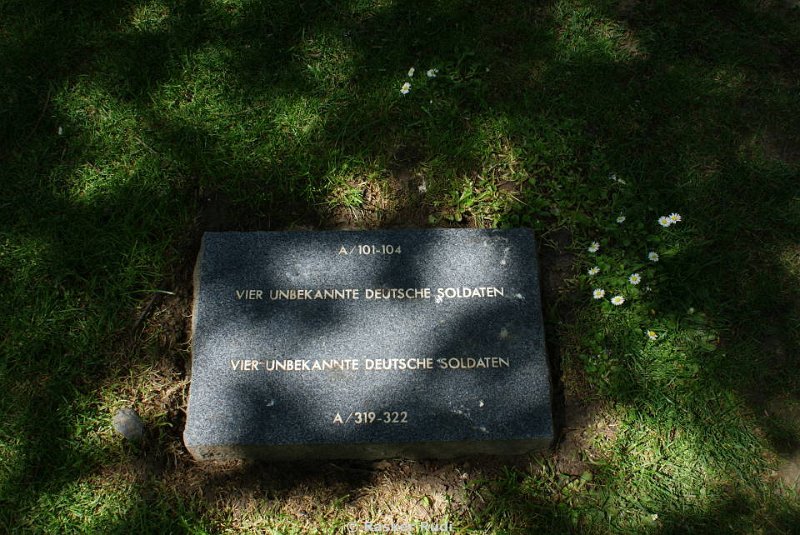 A/101-104
VIER UNBEKANNTE DEUTSCHE SOLDATEN
VIER UNBEKANNTE DEUTSCHE SOLDATEN
A/319-322